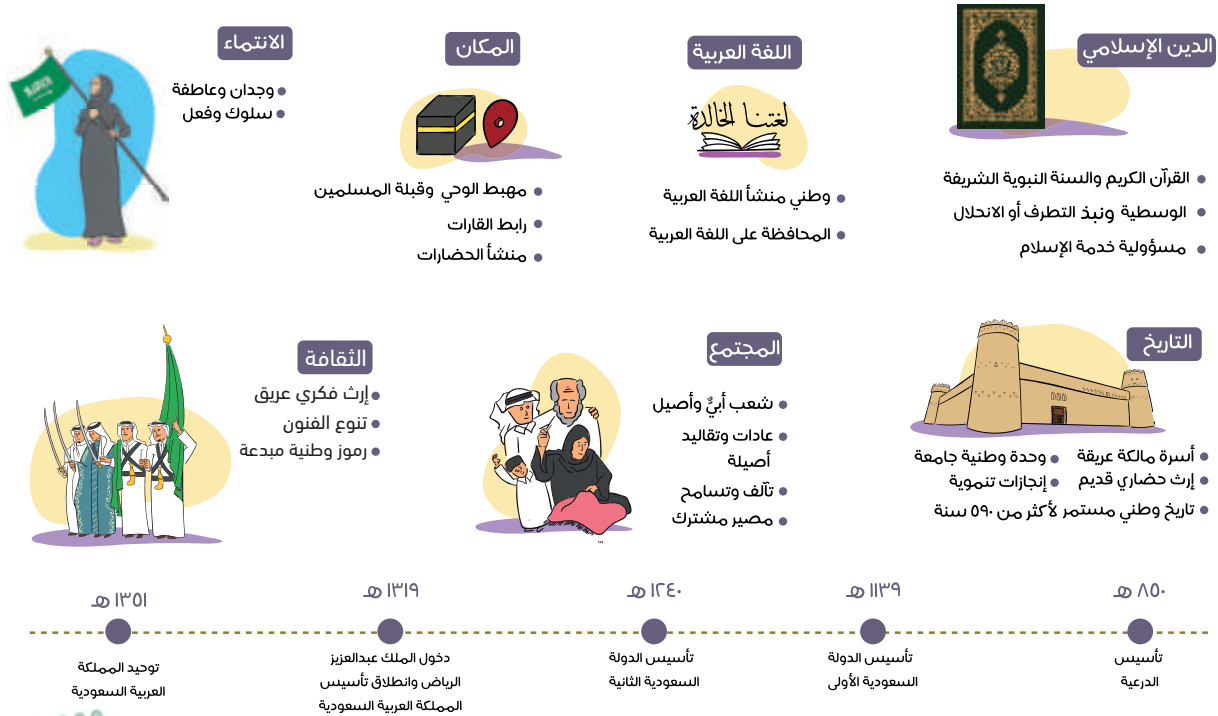 الدين الإسلامي
القرآن الكريم والسنة النبوية الشريفة
الوسطية ونبذ التطرف أو الانحلال
مسؤولية خدمة الإسلام
اللغة العربية
لغتنا الخالدة
وطني منشأ اللغة العربية
المحافظة على اللغة العربية
المكان
مهبط الوحي وقبلة المسلمين
رابط القارات
منشأ الحضارات
الانتماء
وجدان وعاطفة
سلوك وفعل
التاريخ
أسرة مالكة عريقة
وحدة وطنية جامعة
إرث حضاري قديم
إنجازات تنموية
تاريخ وطني مستمر لأكثر من ٥٩٠ سنة
المجتمع
شعب أبيٌّ وأصيل
عادات وتقاليد
أصيلة
تآلف وتسامح
مصير مشترك
الثقافة
إرث فكري عريق
تنوع الفنون
رموز وطنية مبدعة
٨٥٠ هـ
تأسيس
الدرعية
١١٣٩ هـ
تأسيس الدولة
السعودية الأولى
١٢٤٠ هـ
تأسيس الدولة
السعودية الثانية
١٣١٩ هـ
دخول الملك عبدالعزيز
الرياض وانطلاق تأسيس
المملكة العربية السعودية
١٣٥١ هـ
توحيد المملكة
العربية السعودية